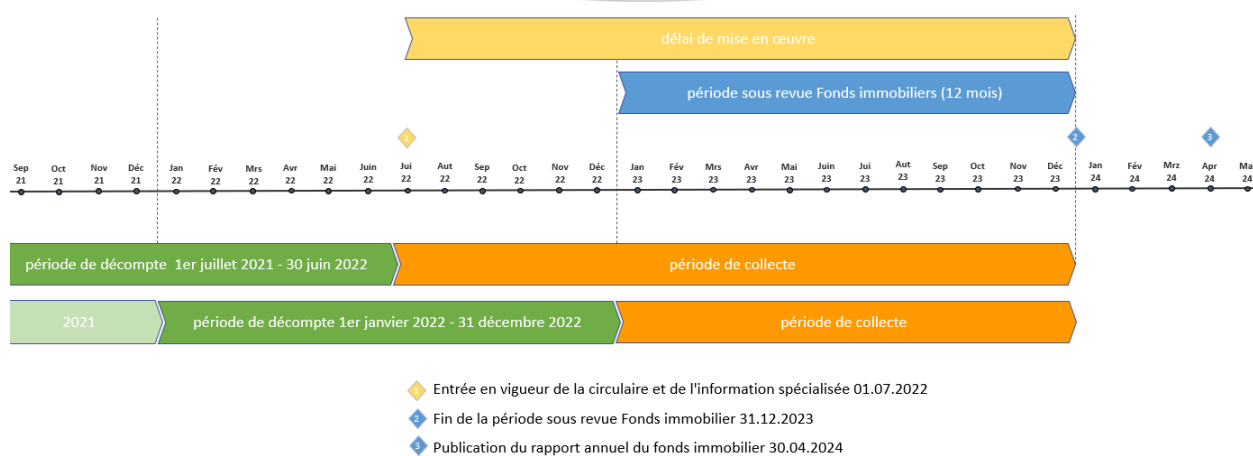 délai de mise en œuvre
période sous revue Fonds immobiliers (12 mois)
1 2 3
Sep Oct Nov Déc Jan Fév Mrs Avr Mai Juin Jui Aut Sep Oct Nov Déc Jan Fév Mrs Avr Mai Juin Jui Aut Sep Oct Nov Déc Jan Fév Mrz Apr Ma
21 21 21 21 22 22 22 22 22 22 22 22 22 22 22 22 23 23 23 23 23 23 23 23 23 23 23 23 24 24 24 24 24
période de décompte 1er juillet 2021 - 30 juin 2022 période de collecte
2021 période de décompte 1er janvier 2022 - 31 décembre 2022 période de collecte
1 Entrée en vigueur de la circulaire et de l'information spécialisée 01.07.2022
2 Fin de la période sous revue Fonds immobilier 31.12.2023
3 Publication du rapport annuel du fonds immobilier 30.04.2024